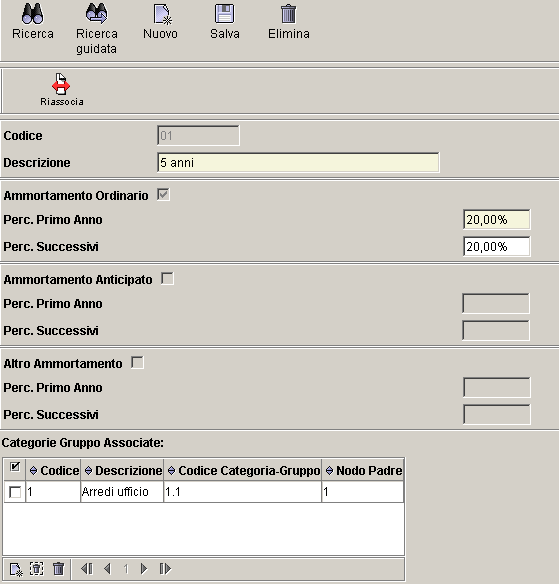 Ricerca Ricerca guidata Nuovo Salva Elimina
Riassocia
Codice 01
Descrizione 5 anni
Ammortamento Ordinario
Perc. Primo Anno 20,00%
Perc. Successivi 20,00%
Ammortamento Anticipato
Perc. Primo Anno
Perc. Successivi
Altro Ammortamento
Perc. Primo Anno
Perc. Successivi
Categorie Gruppo Associate:
Codice Descrizione Codice Categoria-Gruppo Nodo Padre
1 Arredi ufficio 1.1 1
1